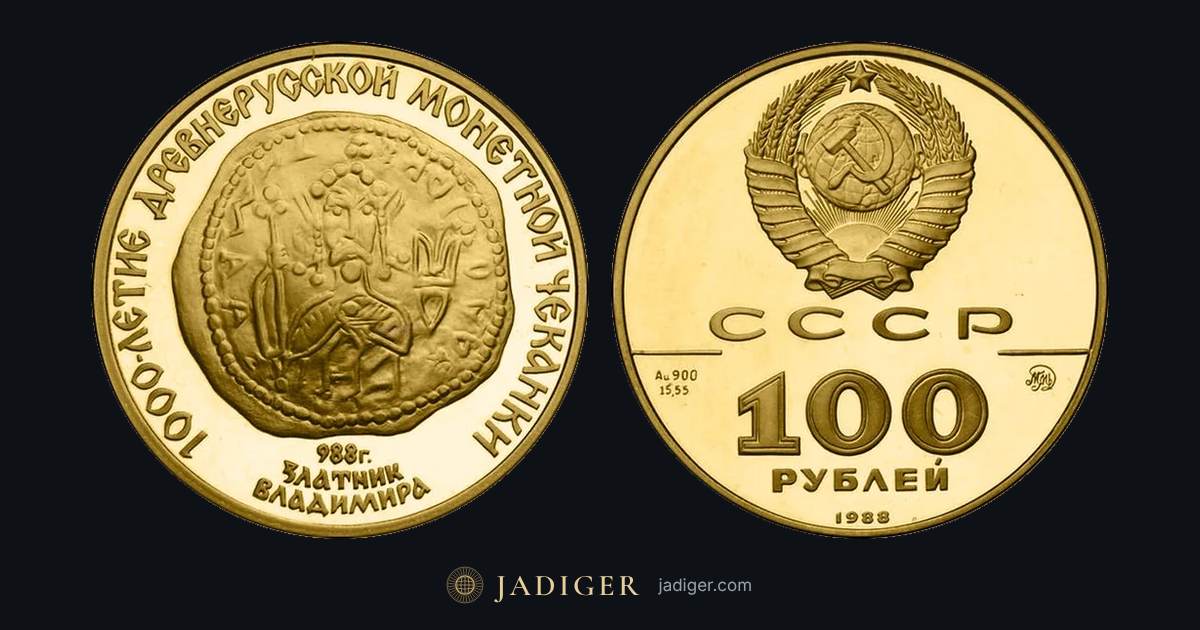 1000-ЛЕТИЕ ДРЕВНЕРУССКОЙ МОНЕТНОЙ ЧЕКАНКИ
988г.
ЗЛАТНИК
ВЛАДИМИРА
СССР
Au 900
15,55
ММД
100
РУБЛЕЙ
1988
JADIGER
jadiger.com